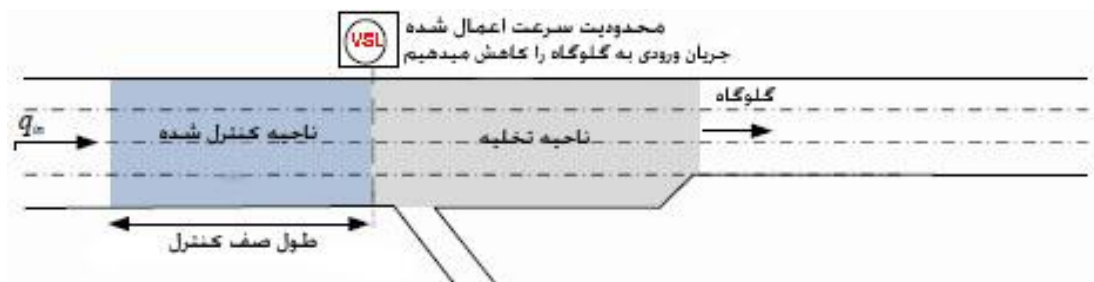 محدودیت سرعت اعمال شده
VSL
جریان ورودی به گلوگاه را کاهش میدهیم
گلوگاه
q_in
ناحیه کنترل شده
ناحیه تخلیه
طول صف کنترل